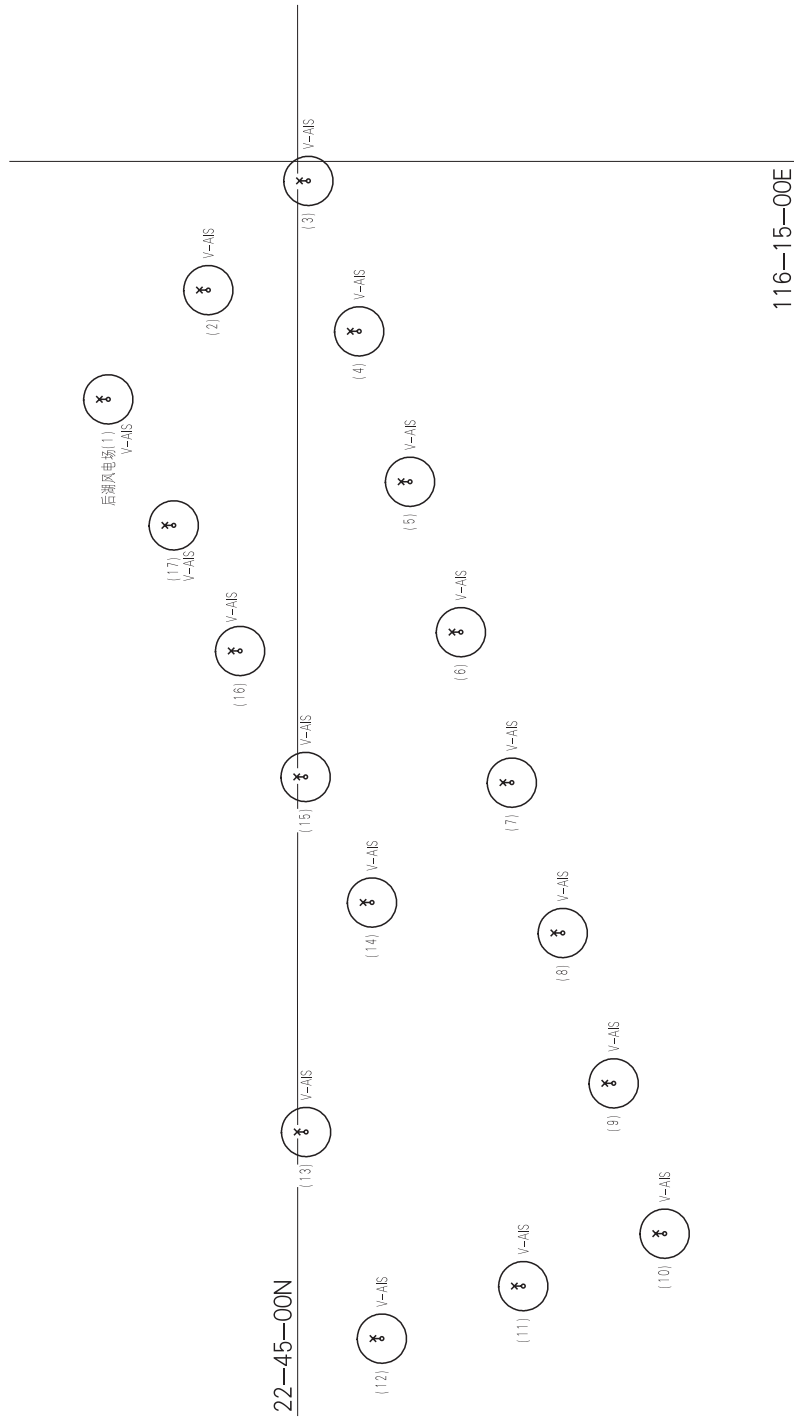 后湖风电场(1)
V-AIS
(17)
V-AIS
(2)
V-AIS
(16)
V-AIS
22-45-00N
(13)
V-AIS
(15)
V-AIS
(3)
V-AIS
(4)
V-AIS
(14)
V-AIS
(12)
V-AIS
(5)
V-AIS
(6)
V-AIS
(7)
V-AIS
(11)
V-AIS
(8)
V-AIS
(9)
V-AIS
(10)
V-AIS
116-15-00E